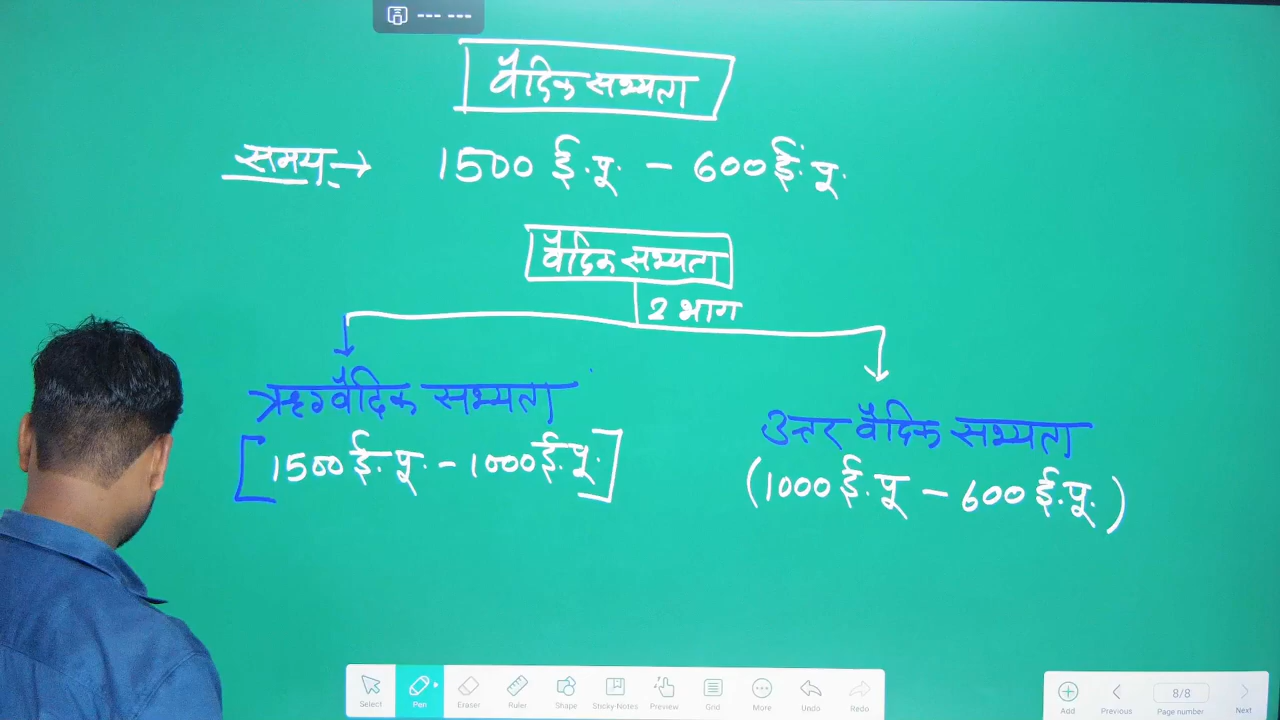 वैदिक सभ्यता
समय → 1500 ई.पू. - 600 ई.पू.
वैदिक सभ्यता
2 भाग
ऋग्वैदिक सभ्यता
[1500 ई.पू. - 1000 ई.पू.]
उत्तर वैदिक सभ्यता
(1000 ई.पू - 600 ई.पू.)
Select Pen Eraser Ruler Shape Sticky-Notes Preview Grid More Undo Redo
Add Previous 8/8 Page number Next